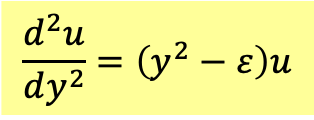 d²u/dy² = (y² − ε)u